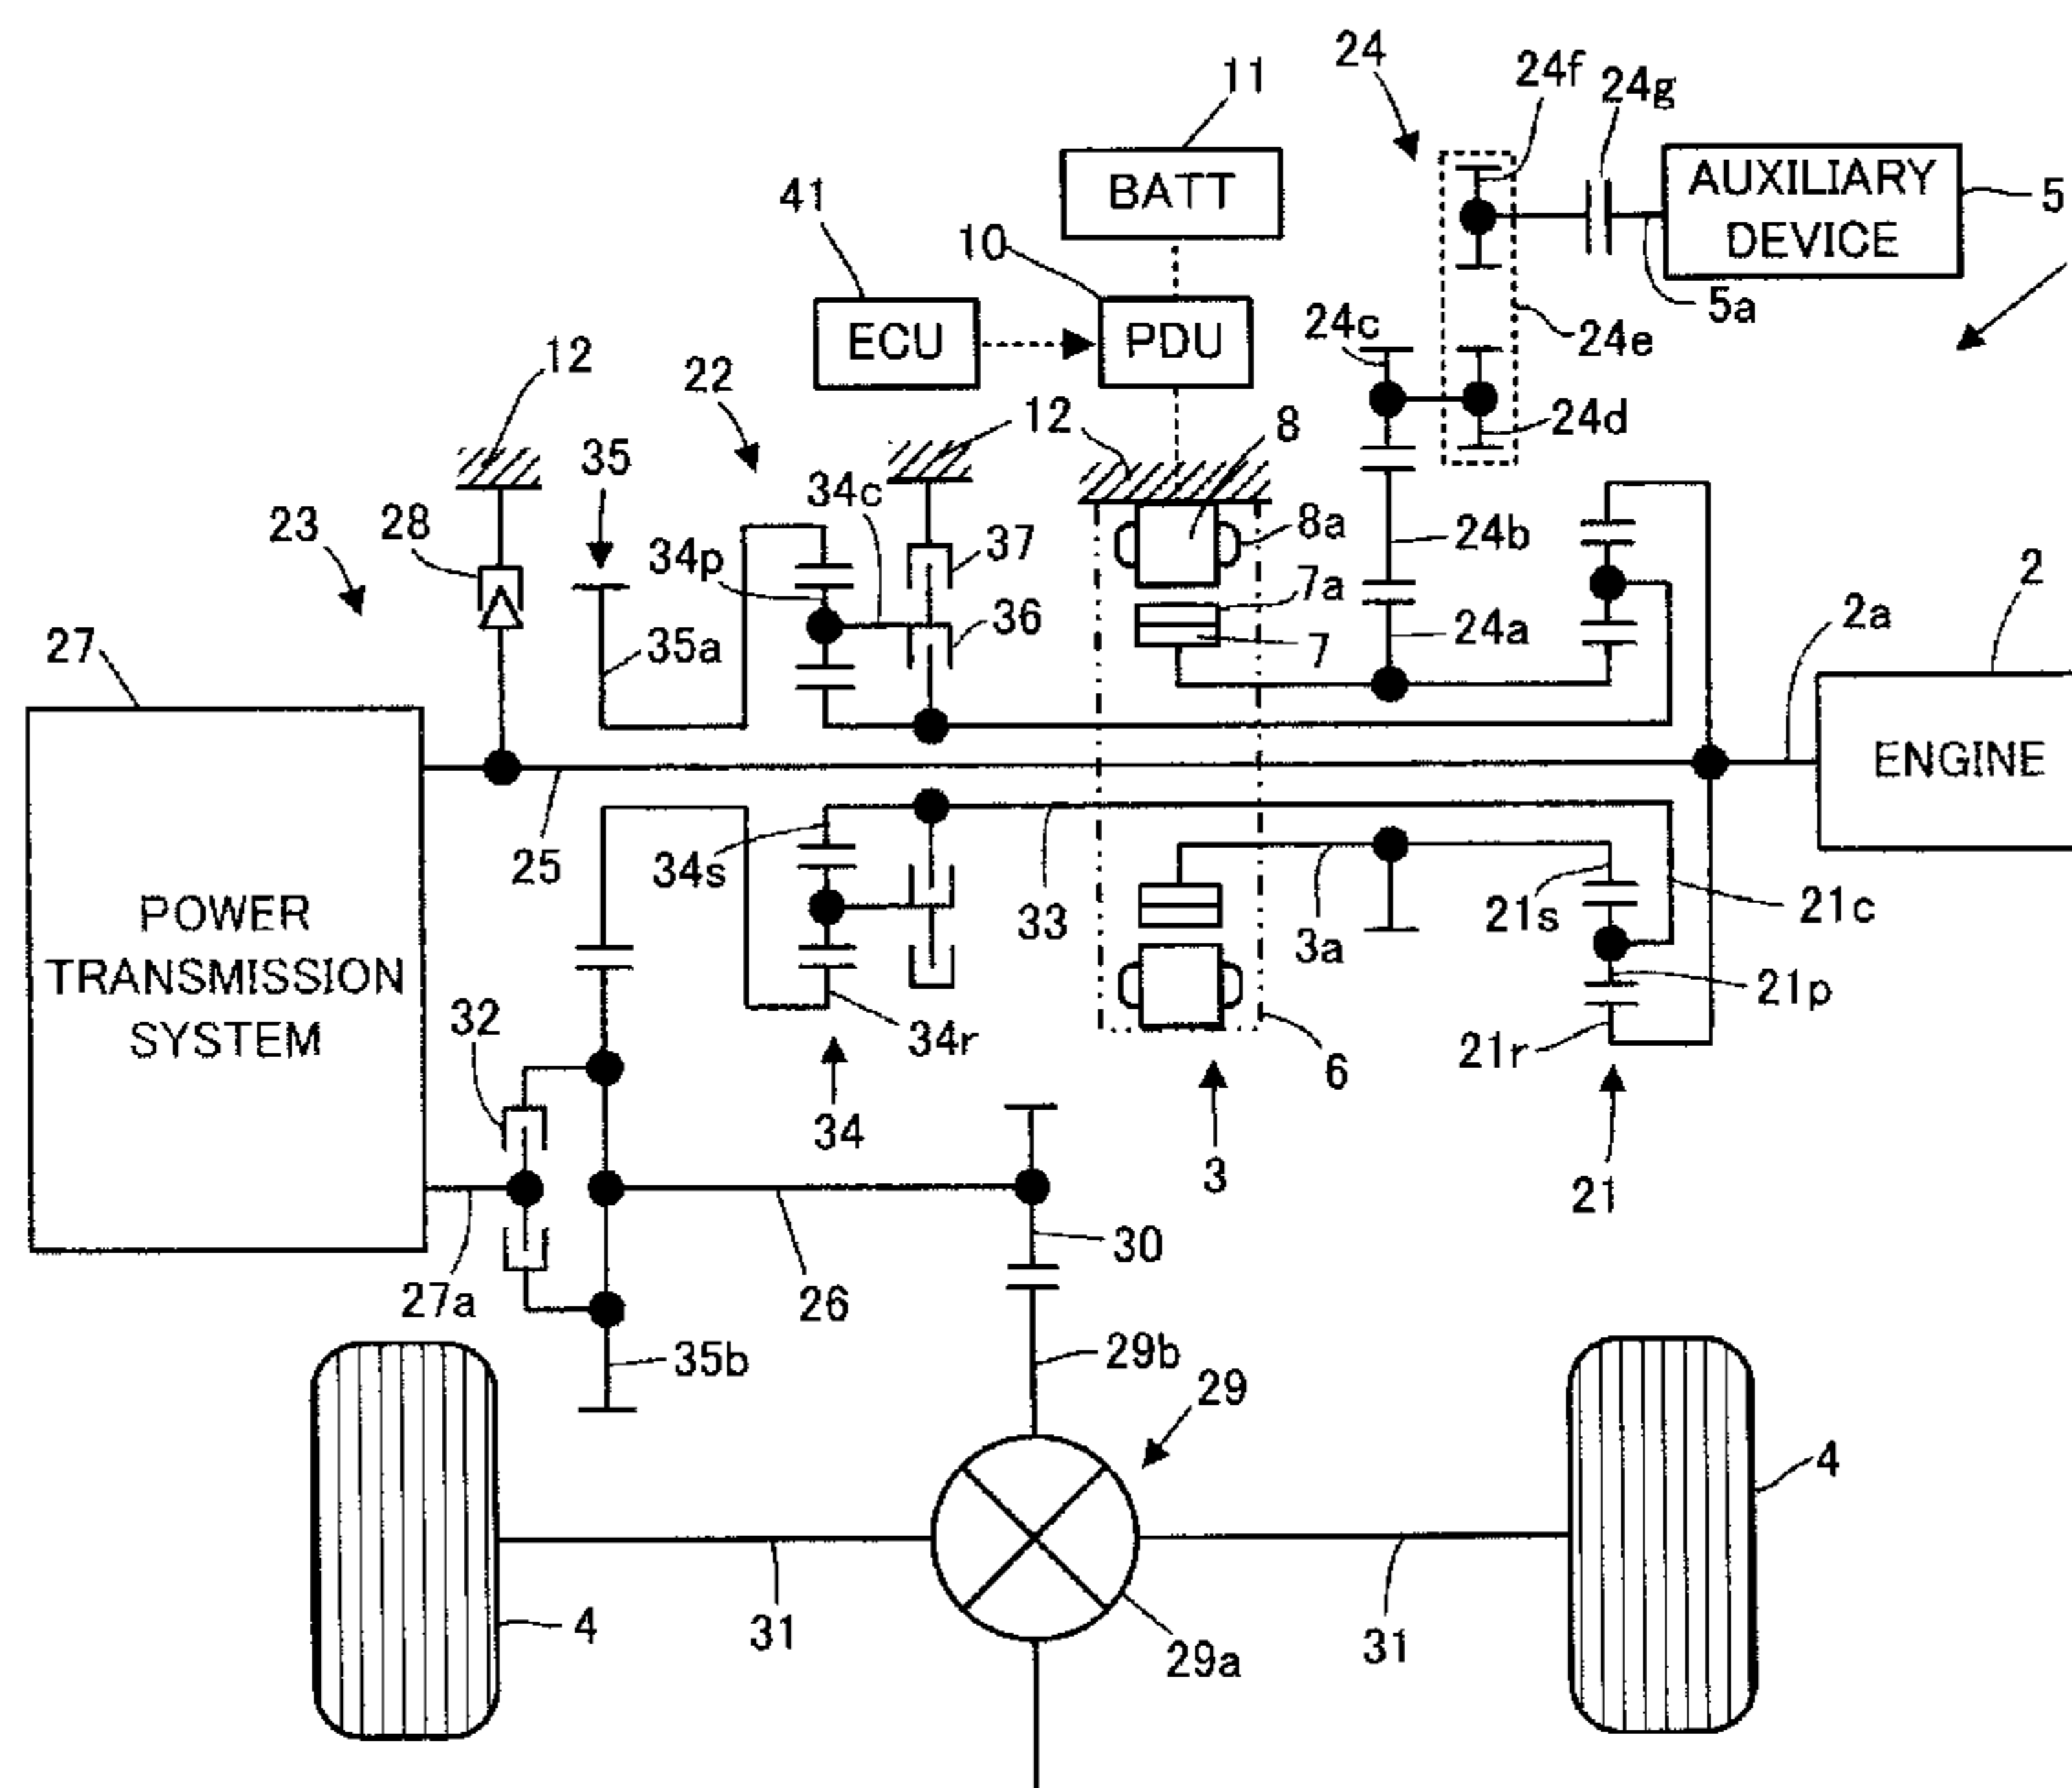 24
24f
24g
11
BATT
AUXILIARY
DEVICE
5
41
10
5a
ECU
PDU
24c
24e
12
22
12
8
24d
35
34c
23
28
34p
37
8a
24b
2
7a
36
27
35a
7
24a
2a
ENGINE
25
34s
33
3a
21s
21c
POWER
TRANSMISSION
SYSTEM
32
34r
6
21r
21p
34
3
21
27a
26
30
35b
29b
29
4
4
31
29a
31